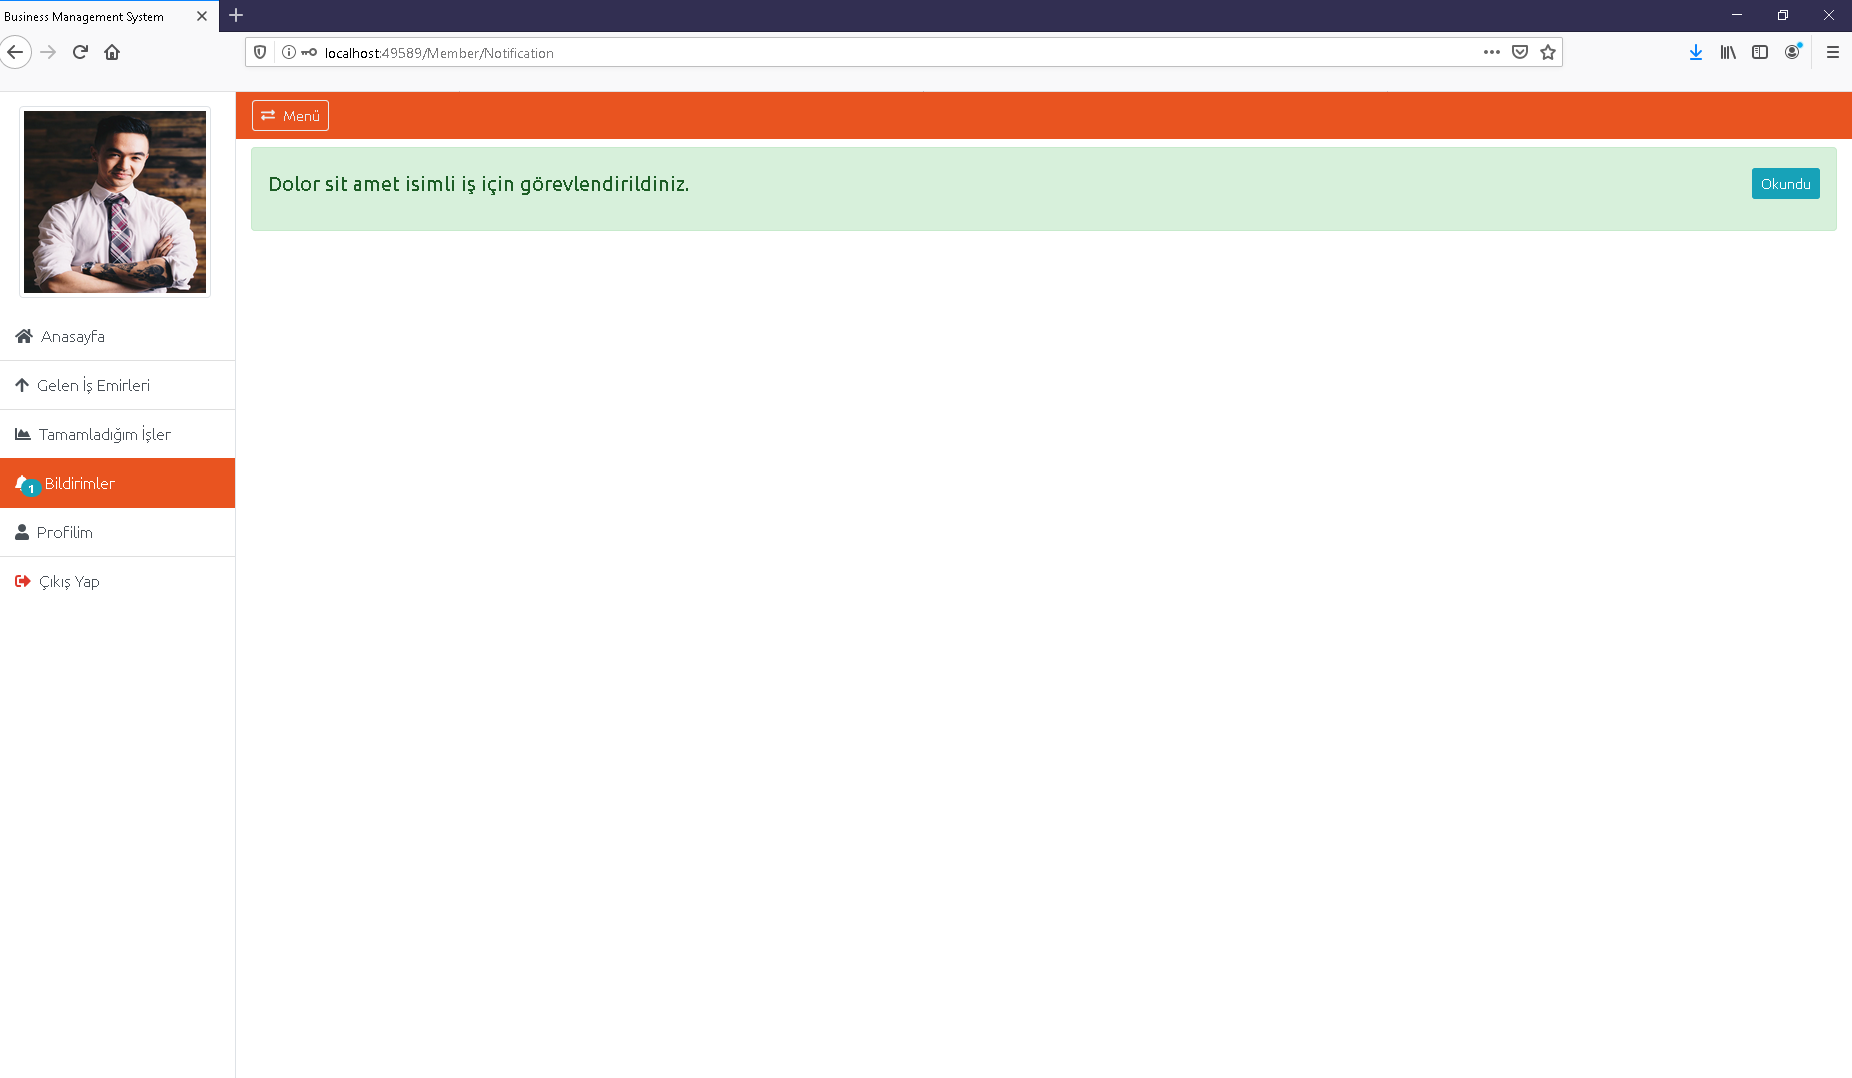 Business Management System
localhost:49589/Member/Notification
Menü
Dolor sit amet isimli iş için görevlendirildiniz.
Okundu
Anasayfa
Gelen İş Emirleri
Tamamladığım İşler
1 Bildirimler
Profilim
Çıkış Yap